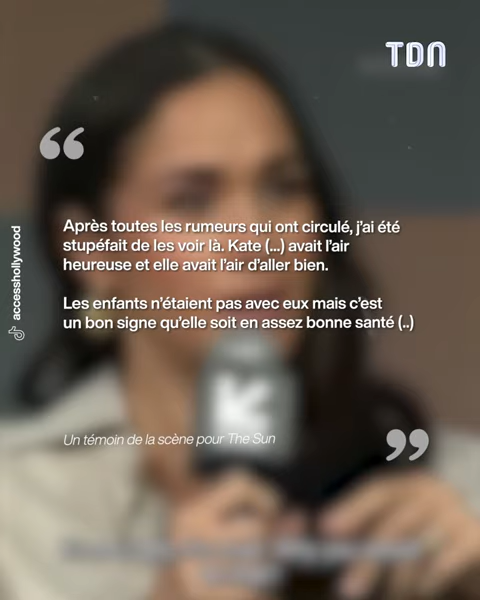 TDN
“
Après toutes les rumeurs qui ont circulé, j’ai été
stupéfait de les voir là. Kate (...) avait l’air
heureuse et elle avait l’air d’aller bien.
Les enfants n’étaient pas avec eux mais c’est
un bon signe qu’elle soit en assez bonne santé (..)
Un témoin de la scène pour The Sun
”
accesshollywood